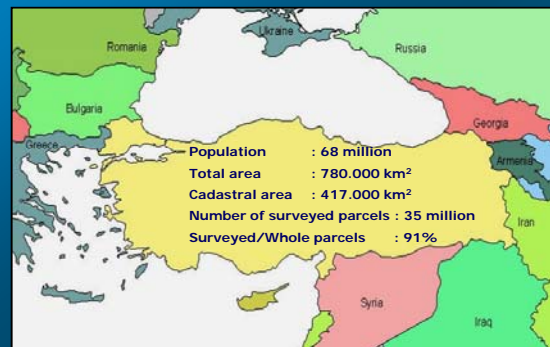 Romania
Ukraine
Russia
Bulgaria
Georgia
Greece
Armenia
Population : 68 million
Total area : 780.000 km²
Cadastral area : 417.000 km²
Number of surveyed parcels : 35 million
Surveyed/Whole parcels : 91%
Iran
Syria
Iraq